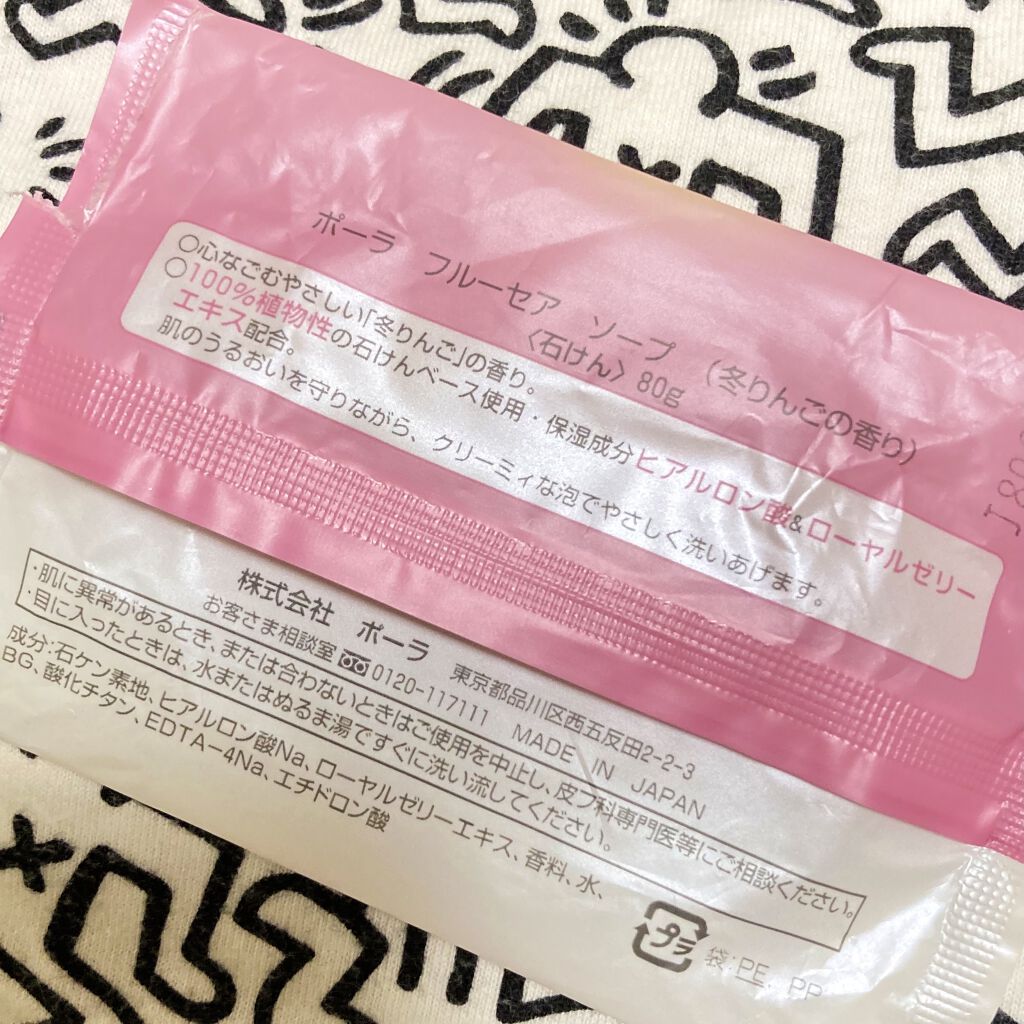 ポーラ フルーセア ソープ (冬りんごの香り)
〈石けん〉80g
○心なごむやさしい「冬りんご」の香り。
○100%植物性の石けんベース使用・保湿成分ヒアルロン酸&ローヤルゼリー
エキス配合。
肌のうるおいを守りながら、クリーミィな泡でやさしく洗いあげます。
株式会社 ポーラ 東京都品川区西五反田2-2-3
お客さま相談室 0120-117111 MADE IN JAPAN
・肌に異常があるとき、または合わないときはご使用を中止し、皮フ科専門医等にご相談ください。
・目に入ったときは、水またはぬるま湯ですぐに洗い流してください。
成分:石ケン素地、ヒアルロン酸Na、ローヤルゼリーエキス、香料、水、
BG、酸化チタン、EDTA-4Na、エチドロン酸
プラ 袋:PE, PP